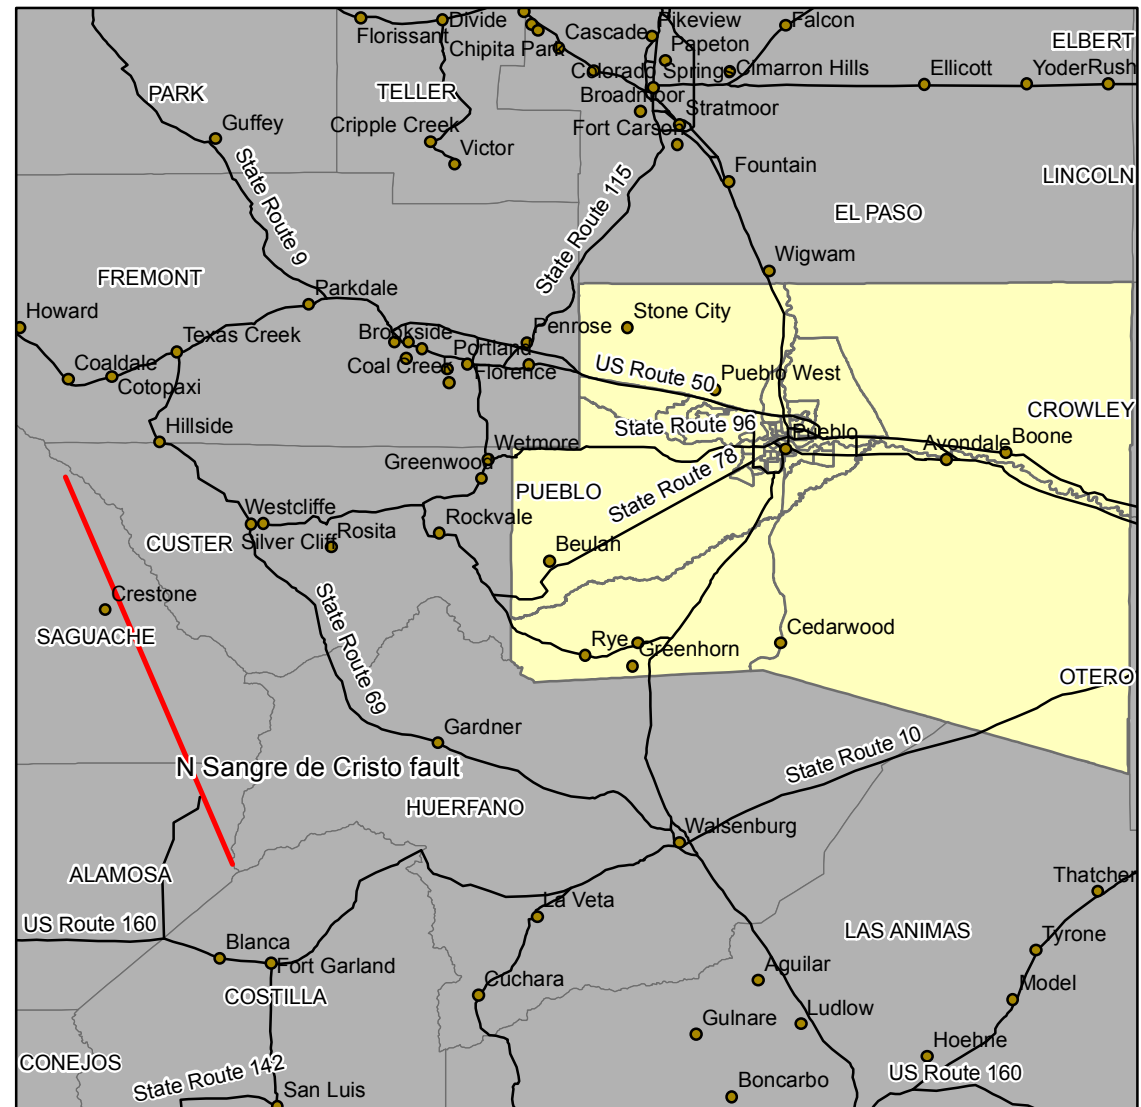 Divide
Pikeview
Falcon
Florissant
Cascade
ELBERT
Chipita Park
Papeton
Colorado Springs
Cimarron Hills
Ellicott
Yoder
Rush
PARK
TELLER
Broadmoor
Stratmoor
Guffey
Cripple Creek
Fort Carson
Victor
Fountain
LINCOLN
State Route 9
State Route 115
EL PASO
Wigwam
FREMONT
Parkdale
Howard
Stone City
Texas Creek
Brookside
Penrose
Portland
Coaldale
Coal Creek
Florence
US Route 50
Pueblo West
Cotopaxi
CROWLEY
Hillside
State Route 96
Pueblo
Wetmore
Avondale
Boone
Greenwood
State Route 78
PUEBLO
Westcliffe
Rockvale
CUSTER
Silver Cliff
Rosita
Beulah
Crestone
State Route 69
SAGUACHE
Rye
Greenhorn
Cedarwood
OTERO
Gardner
State Route 10
N Sangre de Cristo fault
HUERFANO
Walsenburg
ALAMOSA
Thatcher
La Veta
US Route 160
LAS ANIMAS
Tyrone
Blanca
Fort Garland
Aguilar
Cuchara
Model
COSTILLA
Ludlow
Gulnare
Hoehne
CONEJOS
State Route 142
US Route 160
San Luis
Boncarbo